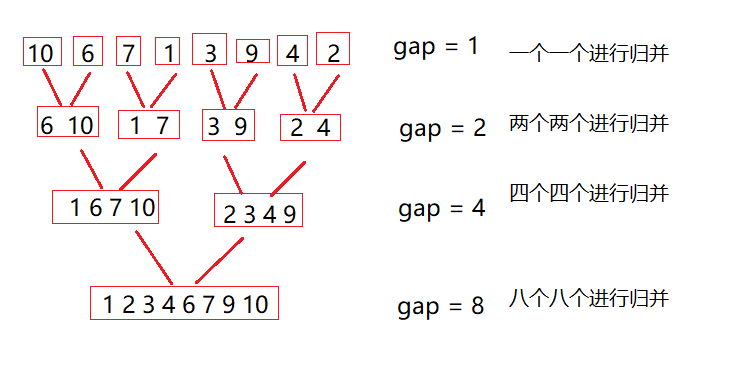 10 6 7 1 3 9 4 2 gap = 1 一个一个进行归并
6 10 1 7 3 9 2 4 gap = 2 两个两个进行归并
1 6 7 10 2 3 4 9 gap = 4 四个四个进行归并
1 2 3 4 6 7 9 10 gap = 8 八个八个进行归并